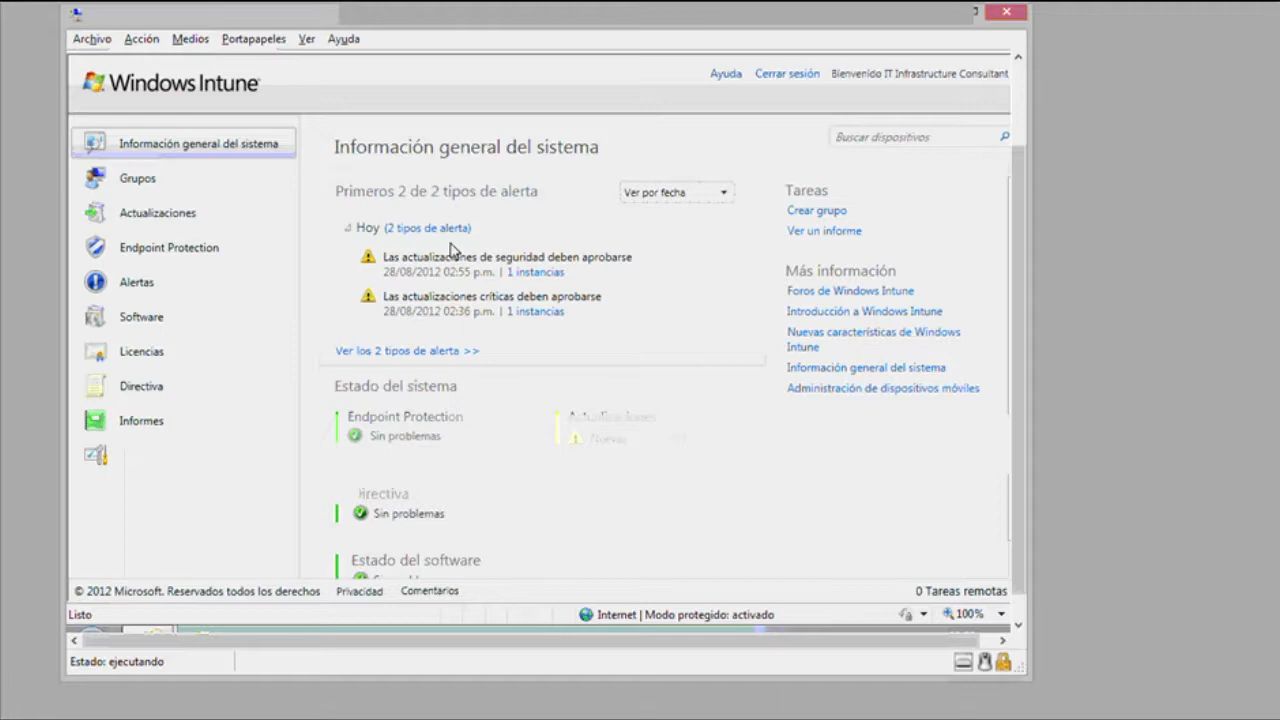 Archivo Acción Medios Portapapeles Ver Ayuda
Windows Intune
Ayuda Cerrar sesión Bienvenido IT Infrastructure Consultant
Información general del sistema
Grupos
Actualizaciones
Endpoint Protection
Alertas
Software
Licencias
Directiva
Informes
Información general del sistema
Buscar dispositivos
Primeros 2 de 2 tipos de alerta
Ver por fecha
Hoy (2 tipos de alerta)
Las actualizaciones de seguridad deben aprobarse
28/08/2012 02:55 p.m. | 1 instancias
Las actualizaciones críticas deben aprobarse
28/08/2012 02:36 p.m. | 1 instancias
Ver los 2 tipos de alerta >>
Estado del sistema
Endpoint Protection
Sin problemas
Actualizaciones
irectiva
Sin problemas
Estado del software
Tareas
Crear grupo
Ver un informe
Más información
Foros de Windows Intune
Introducción a Windows Intune
Nuevas características de Windows
Intune
Información general del sistema
Administración de dispositivos móviles
© 2012 Microsoft. Reservados todos los derechos Privacidad Comentarios
0 Tareas remotas
Listo
Internet | Modo protegido: activado
100%
Estado: ejecutando